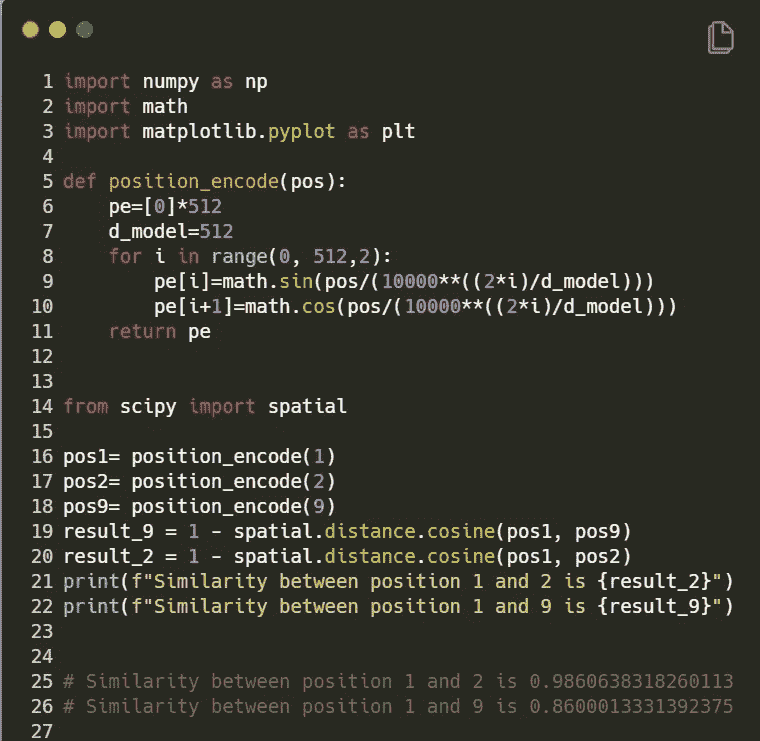 1 import numpy as np
2 import math
3 import matplotlib.pyplot as plt
4
5 def position_encode(pos):
6     pe=[0]*512
7     d_model=512
8     for i in range(0, 512,2):
9         pe[i]=math.sin(pos/(10000**((2*i)/d_model)))
10         pe[i+1]=math.cos(pos/(10000**((2*i)/d_model)))
11     return pe
12
13
14 from scipy import spatial
15
16 pos1= position_encode(1)
17 pos2= position_encode(2)
18 pos9= position_encode(9)
19 result_9 = 1 - spatial.distance.cosine(pos1, pos9)
20 result_2 = 1 - spatial.distance.cosine(pos1, pos2)
21 print(f"Similarity between position 1 and 2 is {result_2}")
22 print(f"Similarity between position 1 and 9 is {result_9}")
23
24
25 # Similarity between position 1 and 2 is 0.9860638318260113
26 # Similarity between position 1 and 9 is 0.8600013331392375
27